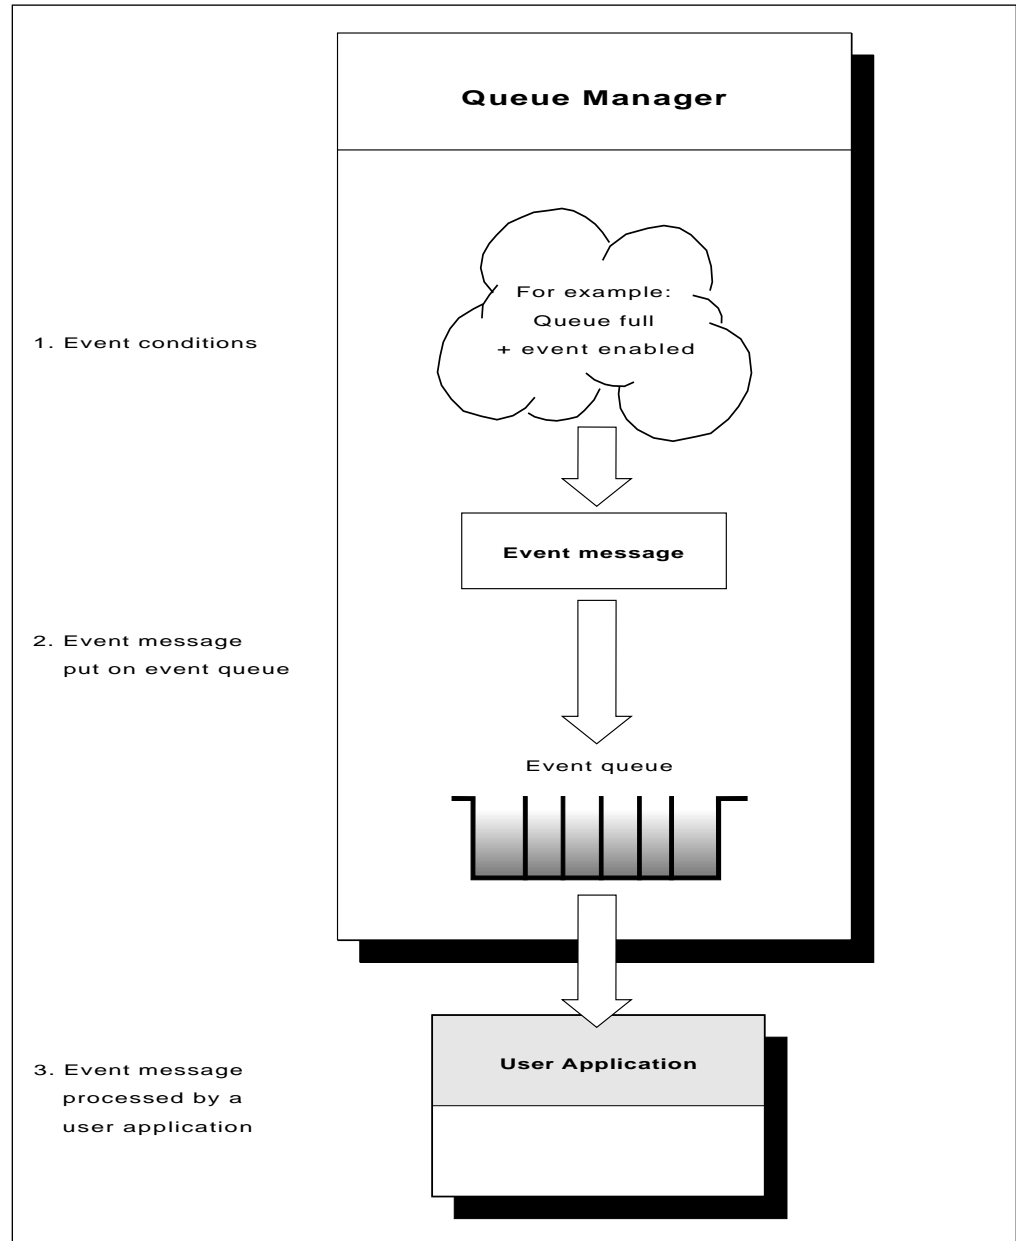 Queue Manager
For example:
Queue full
+ event enabled
1. Event conditions
Event message
2. Event message
put on event queue
Event queue
User Application
3. Event message
processed by a
user application